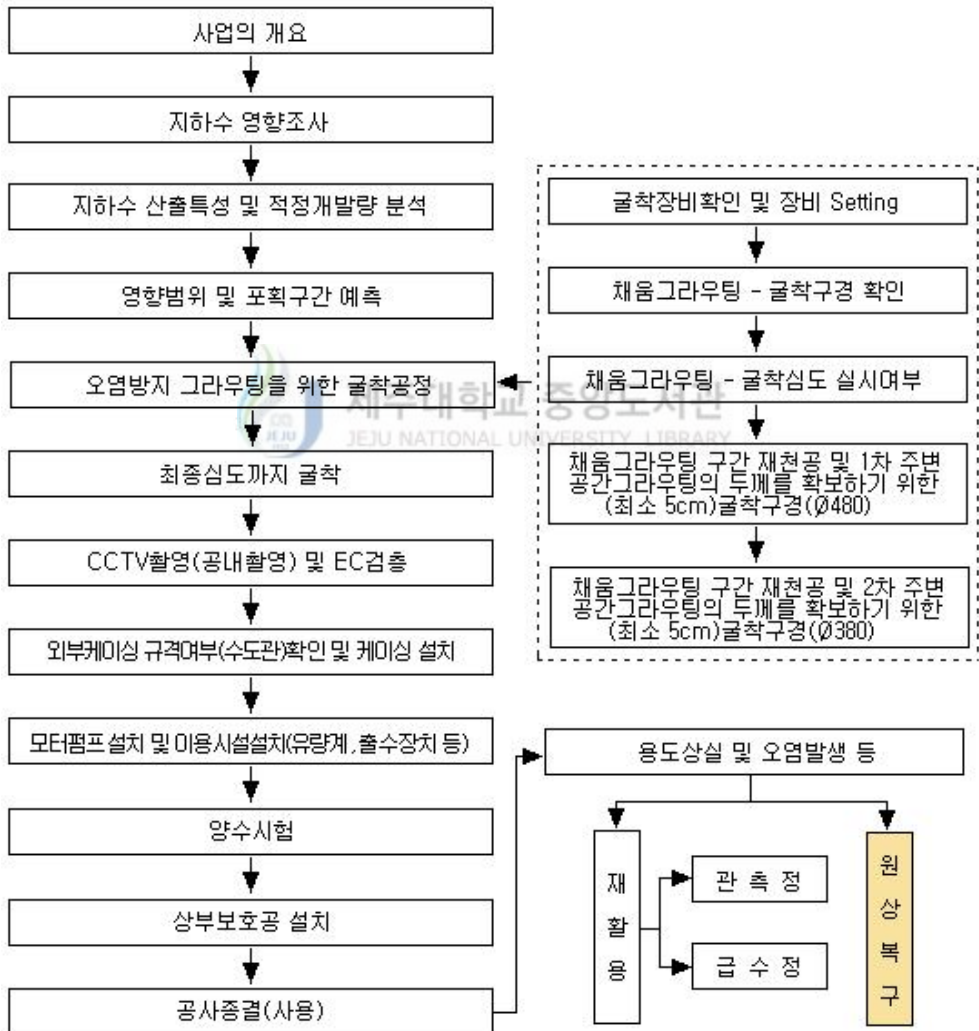 사업의 개요
지하수 영향조사
지하수 산출특성 및 적정개발량 분석
영향범위 및 포획구간 예측
오염방지 그라우팅을 위한 굴착공정
최종심도까지 굴착
CCTV촬영(공내촬영) 및 EC검층
외부케이싱 규격여부(수도관)확인 및 케이싱 설치
모터펌프 설치 및 이용시설설치(유량계, 출수장치 등)
양수시험
상부보호공 설치
공사종결(사용)
굴착장비확인 및 장비 Setting
채움그라우팅 - 굴착구경 확인
채움그라우팅 - 굴착심도 실시여부
채움그라우팅 구간 재천공 및 1차 주변
공간그라우팅의 두께를 확보하기 위한
(최소 5cm)굴착구경(Ø480)
채움그라우팅 구간 재천공 및 2차 주변
공간그라우팅의 두께를 확보하기 위한
(최소 5cm)굴착구경(Ø380)
용도상실 및 오염발생 등
재
활
용
관 측 정
급 수 정
원
상
복
구
제주대학교 중앙도서관
JEJU NATIONAL UNIVERSITY LIBRARY
JEJU